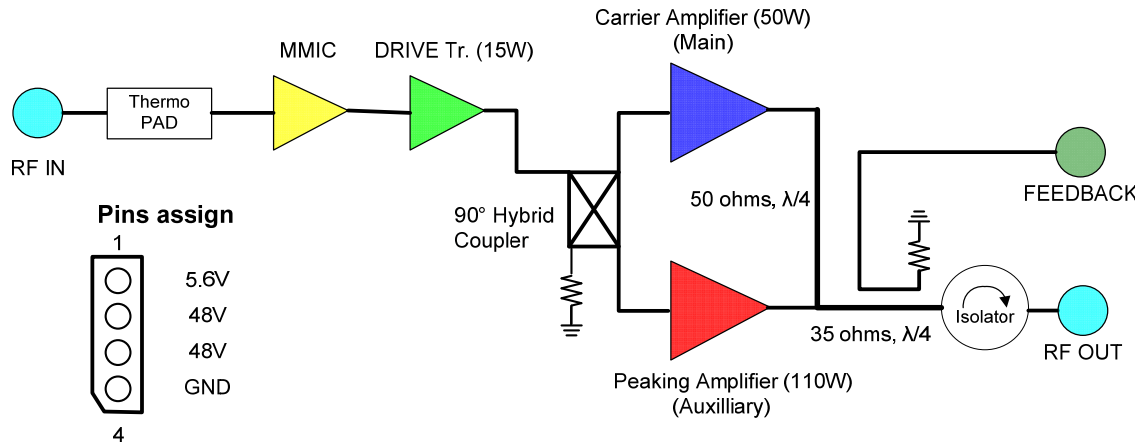 Carrier Amplifier (50W)
(Main)
MMIC
DRIVE Tr. (15W)
Thermo
PAD
RF IN
FEEDBACK
50 ohms, λ/4
90° Hybrid
Coupler
Pins assign
1
5.6V
48V
48V
GND
4
Isolator
35 ohms, λ/4
RF OUT
Peaking Amplifier (110W)
(Auxilliary)